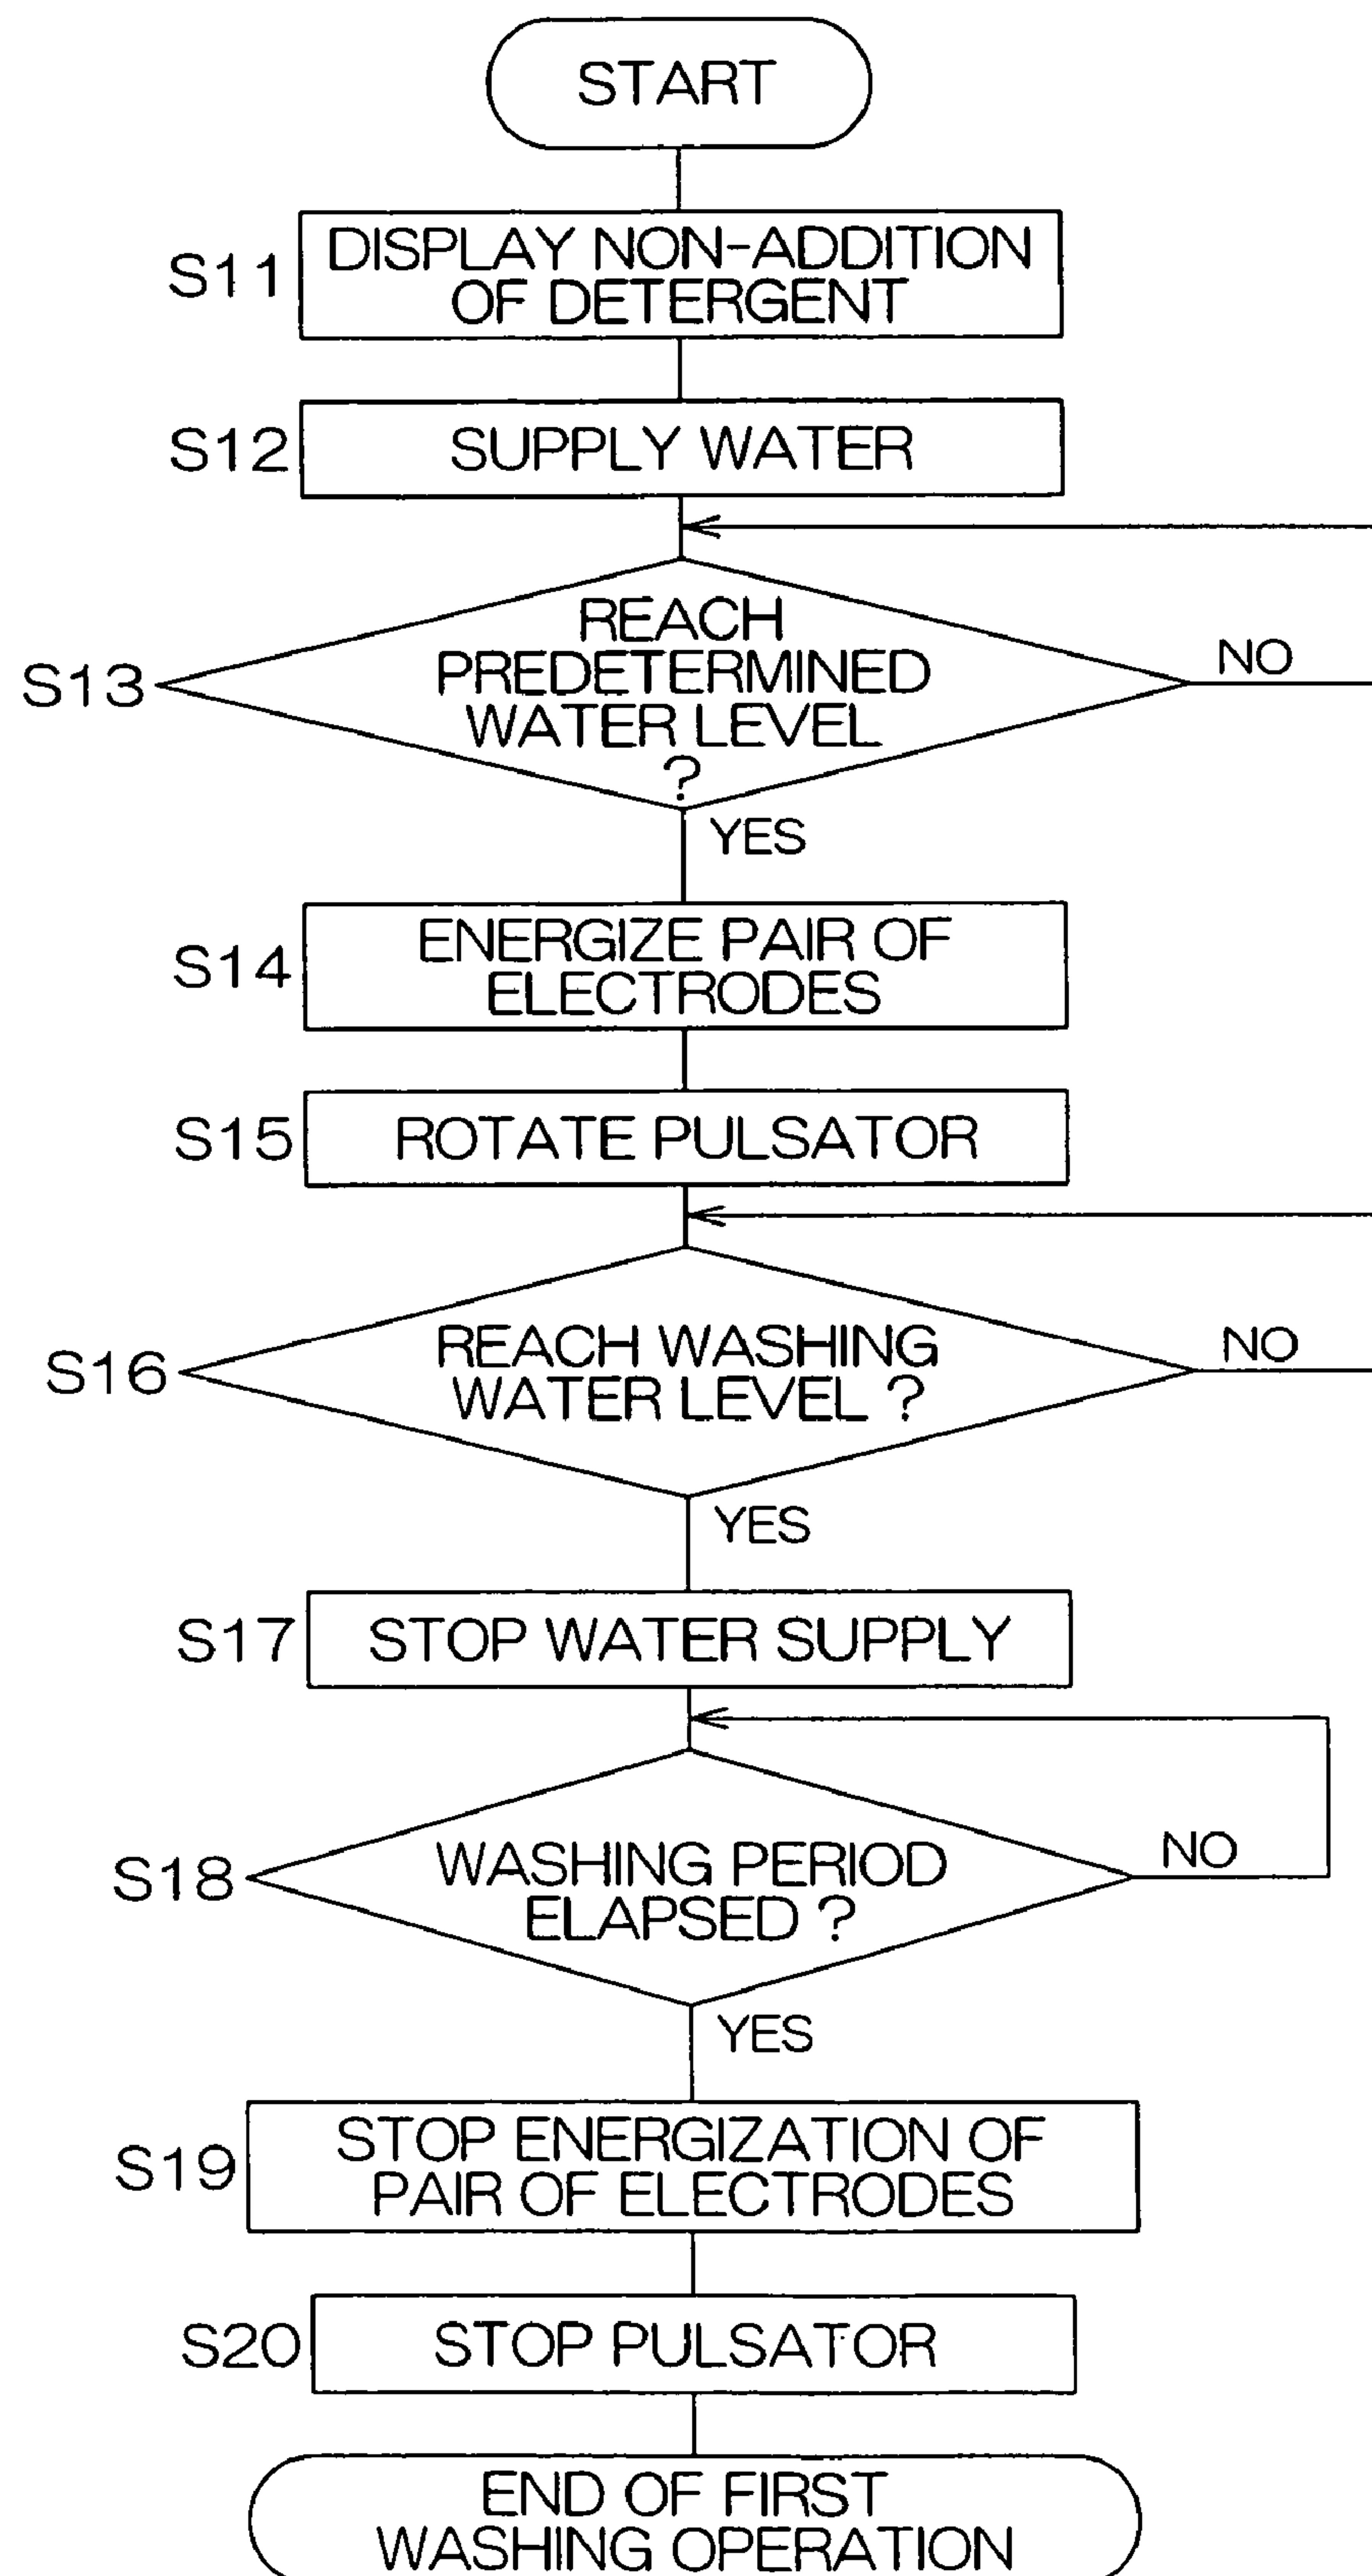 START
S11
DISPLAY NON-ADDITION
OF DETERGENT
S12
SUPPLY WATER
S13
REACH
PREDETERMINED
WATER LEVEL
?
NO
YES
S14
ENERGIZE PAIR OF
ELECTRODES
S15
ROTATE PULSATOR
S16
REACH WASHING
WATER LEVEL ?
NO
YES
S17
STOP WATER SUPPLY
S18
WASHING PERIOD
ELAPSED ?
NO
YES
S19
STOP ENERGIZATION OF
PAIR OF ELECTRODES
S20
STOP PULSATOR
END OF FIRST
WASHING OPERATION